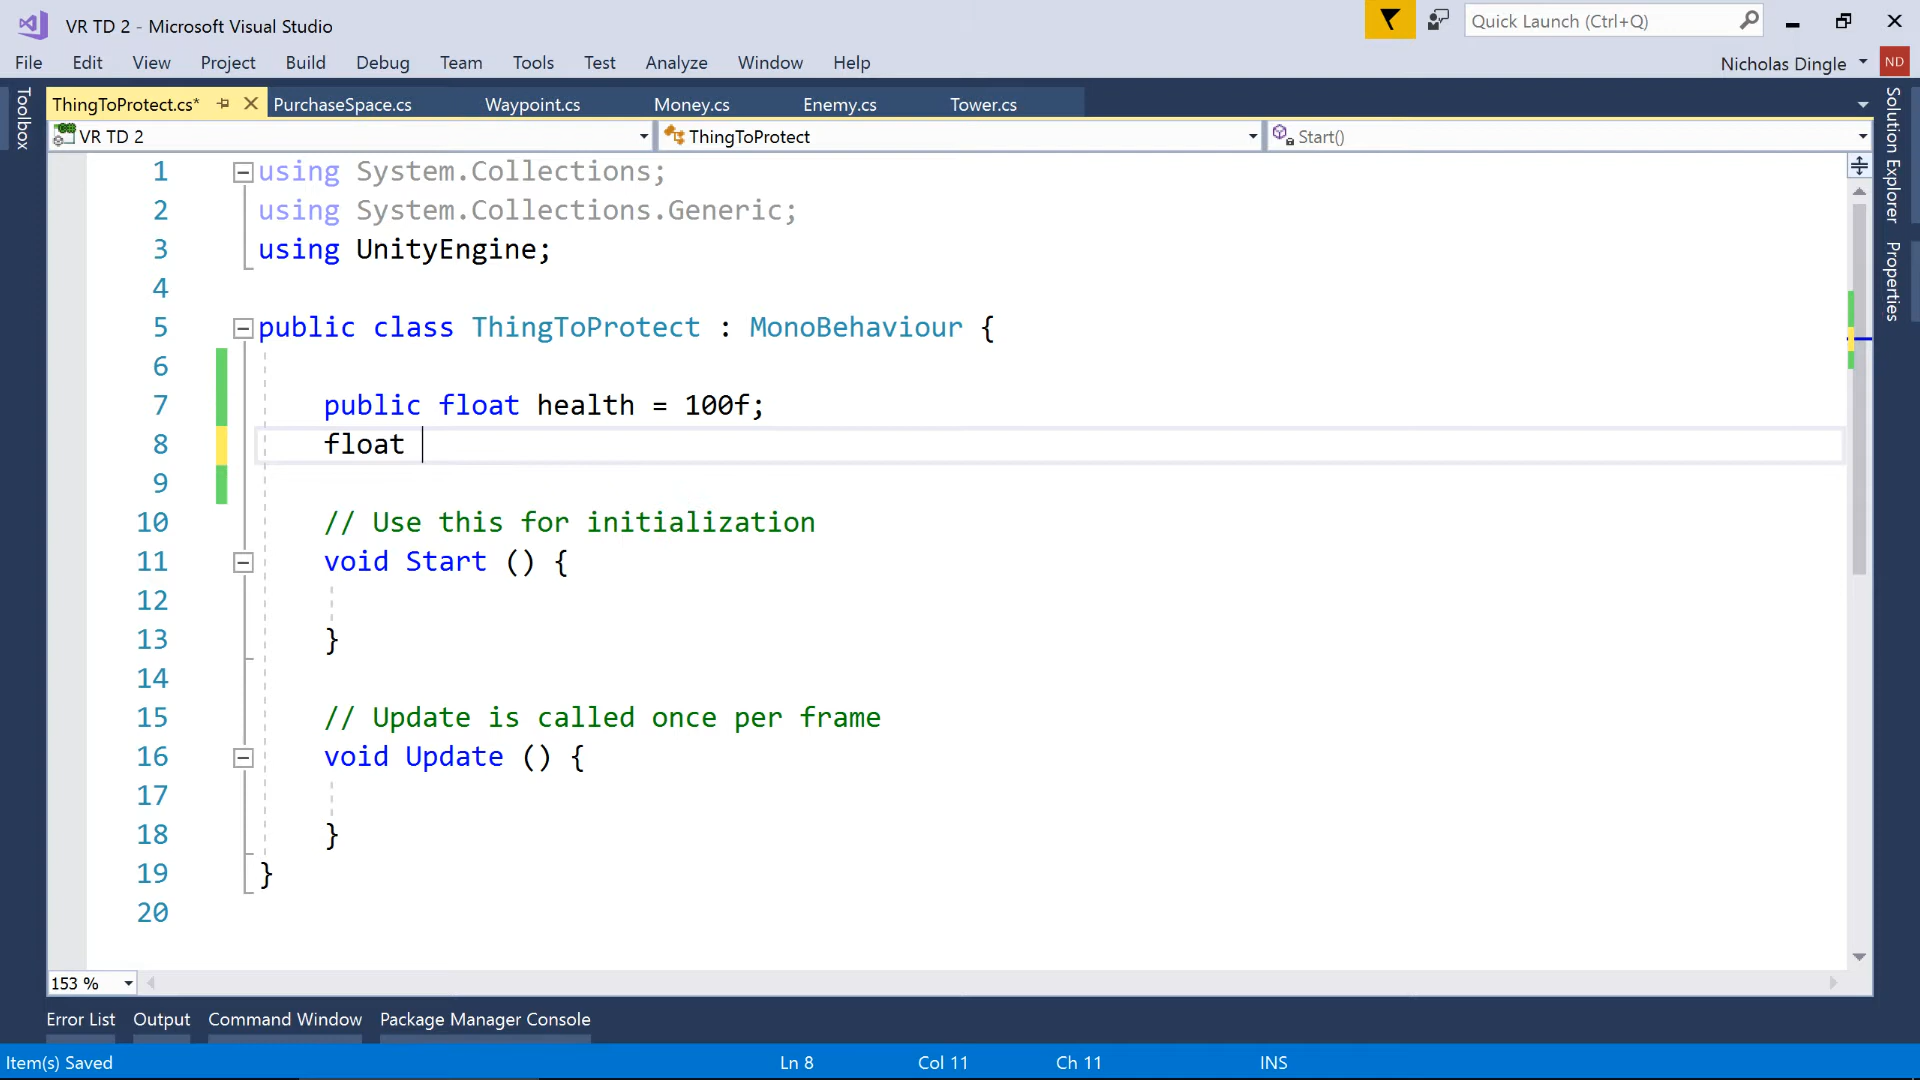 VR TD 2 - Microsoft Visual Studio
Quick Launch (Ctrl+Q)
File Edit View Project Build Debug Team Tools Test Analyze Window Help
Nicholas Dingle ND
Toolbox
ThingToProtect.cs* PurchaseSpace.cs Waypoint.cs Money.cs Enemy.cs Tower.cs
VR TD 2 ThingToProtect Start()
Solution Explorer
Properties
1 using System.Collections;
2 using System.Collections.Generic;
3 using UnityEngine;
4
5 public class ThingToProtect : MonoBehaviour {
6
7 public float health = 100f;
8 float
9
10 // Use this for initialization
11 void Start () {
12
13 }
14
15 // Update is called once per frame
16 void Update () {
17
18 }
19 }
20
153 %
Error List Output Command Window Package Manager Console
Item(s) Saved Ln 8 Col 11 Ch 11 INS